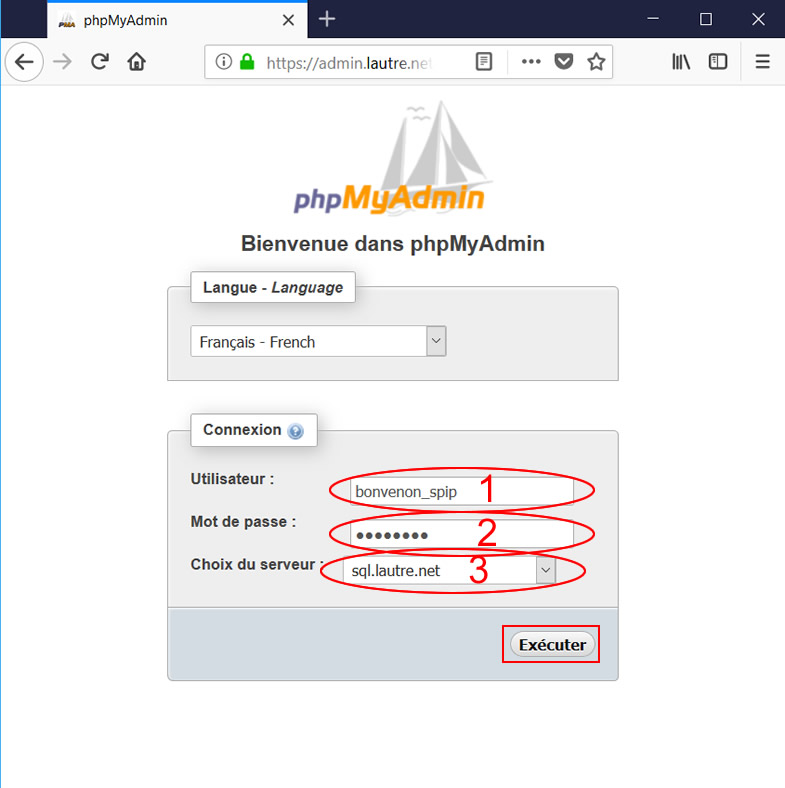 phpMyAdmin
https://admin.lautre.ne
phpMyAdmin
Bienvenue dans phpMyAdmin
Langue - Language
Français - French
Connexion
Utilisateur :
bonvenon_spip 1
Mot de passe :
●●●●●●●● 2
Choix du serveur :
sql.lautre.net 3
Exécuter